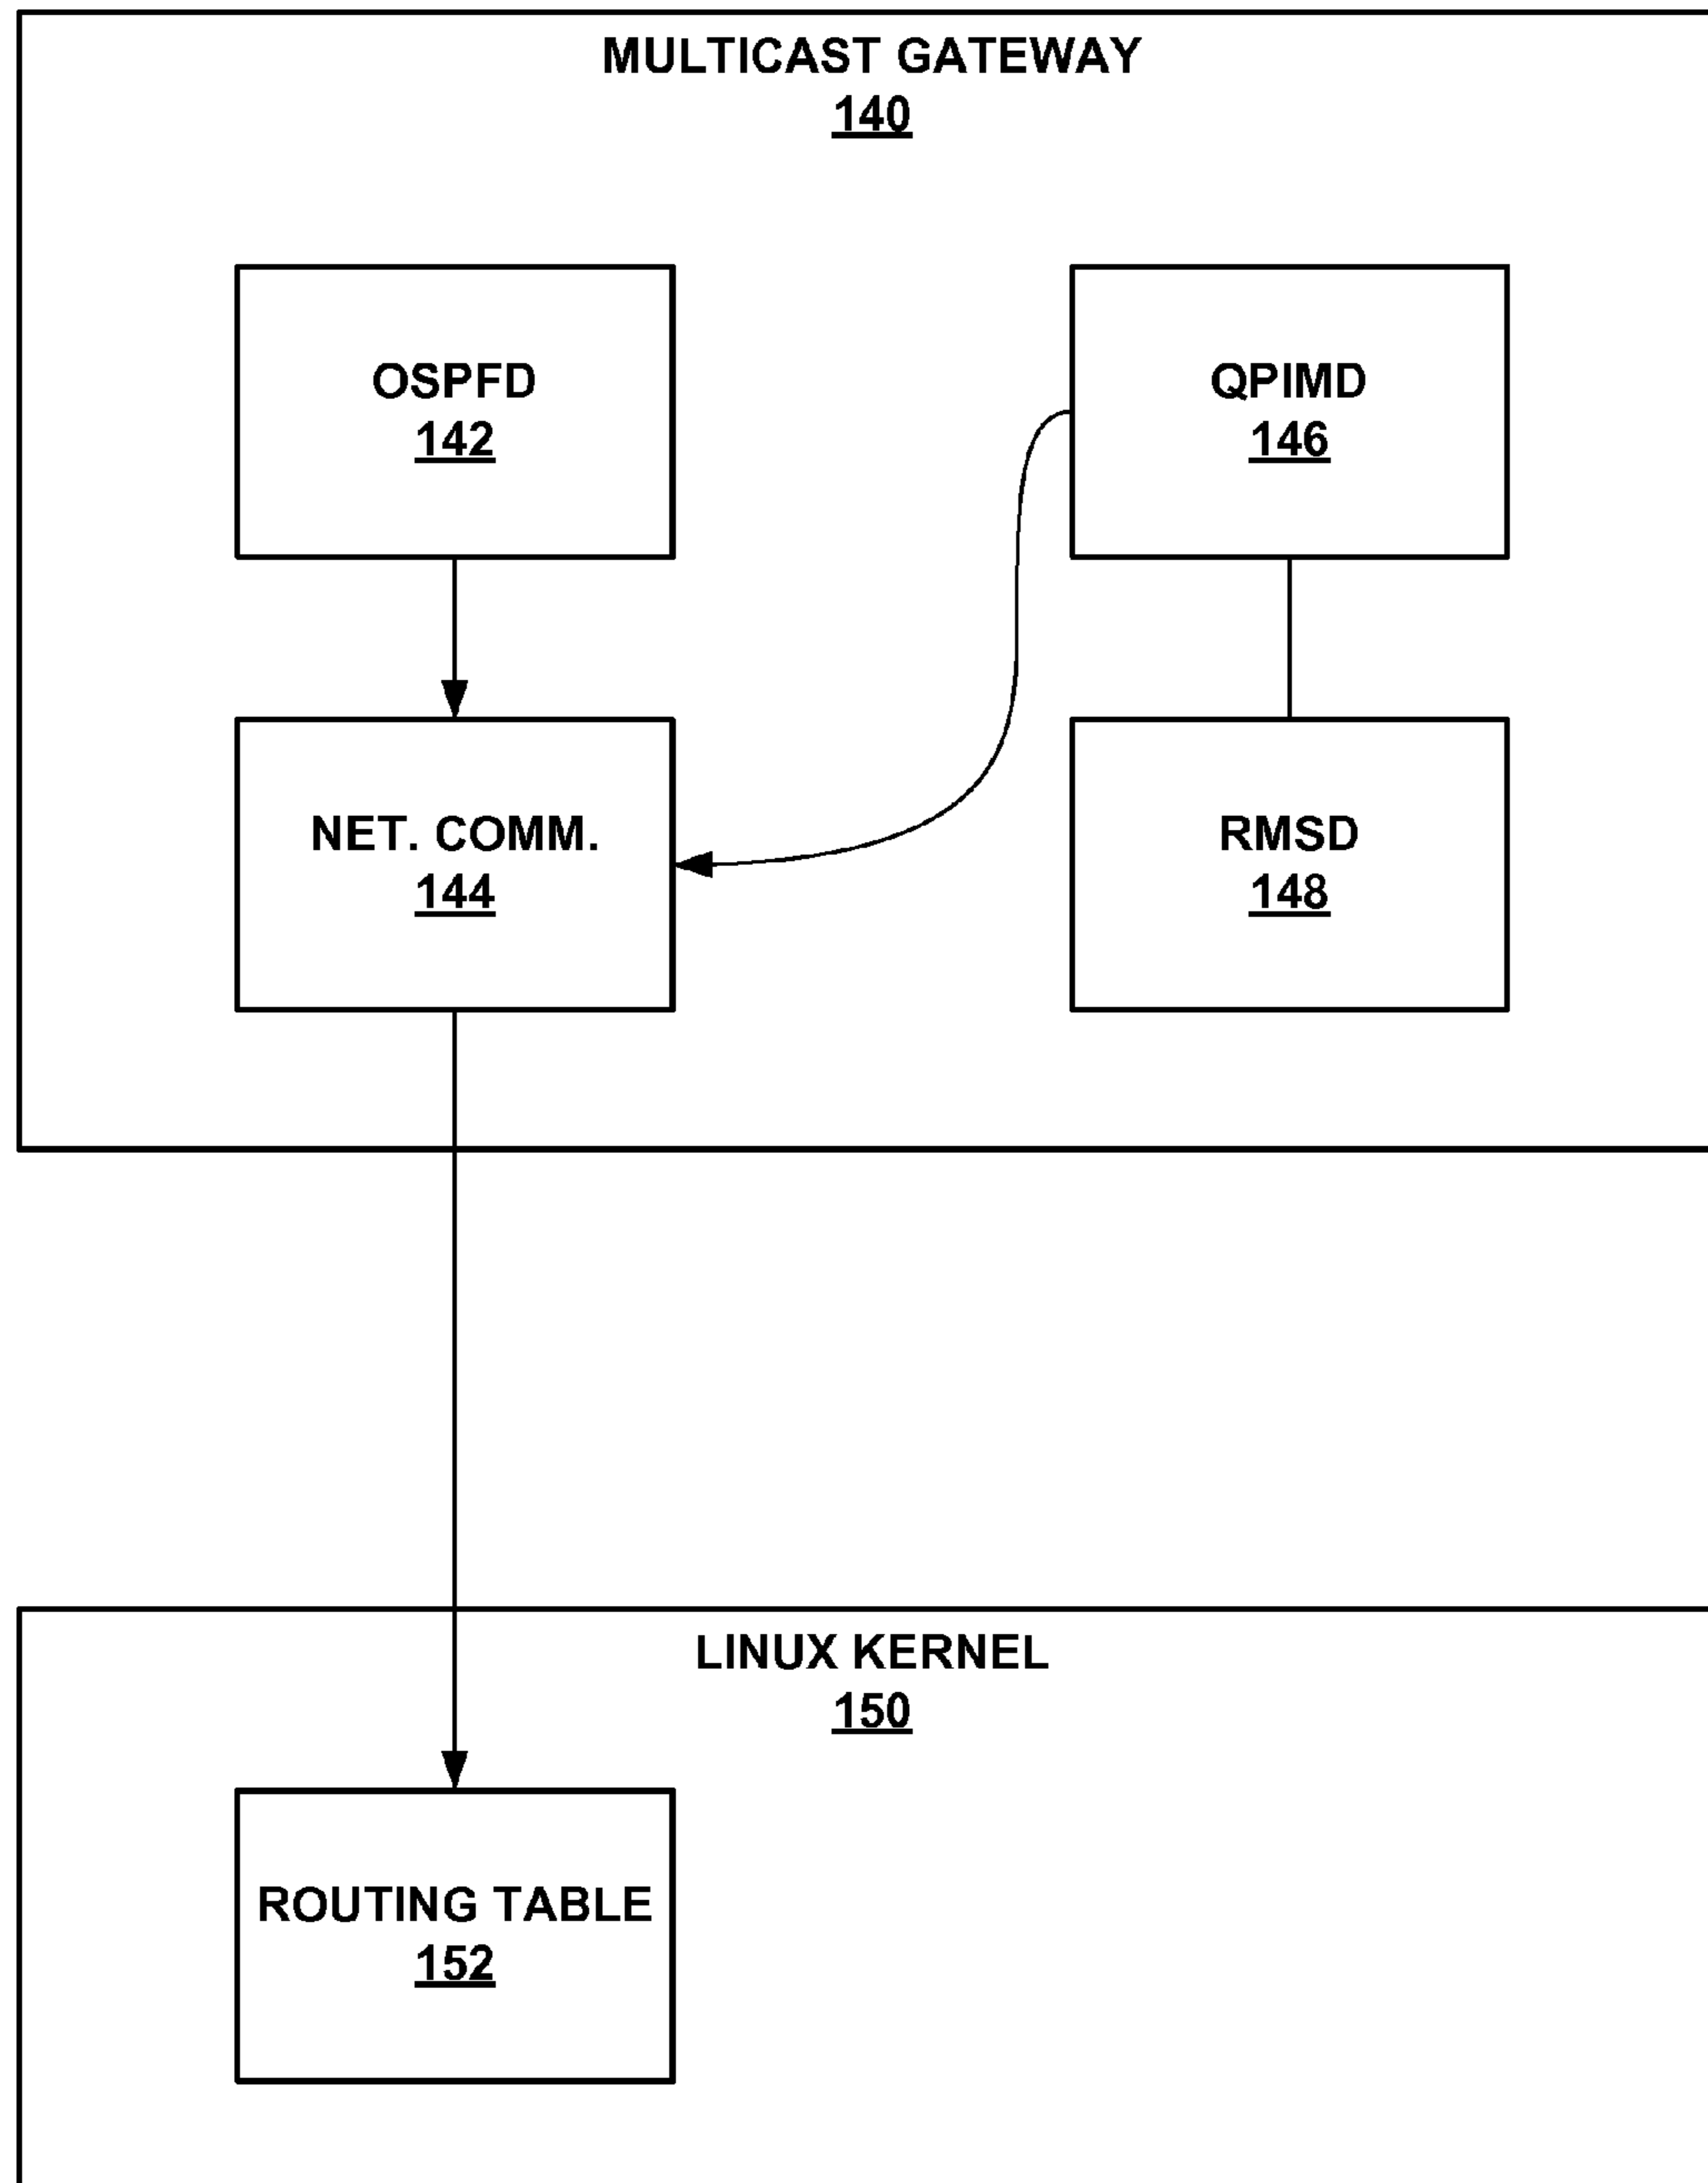 MULTICAST GATEWAY
140
OSPFD
142
QPIMD
146
NET. COMM.
144
RMSD
148
LINUX KERNEL
150
ROUTING TABLE
152